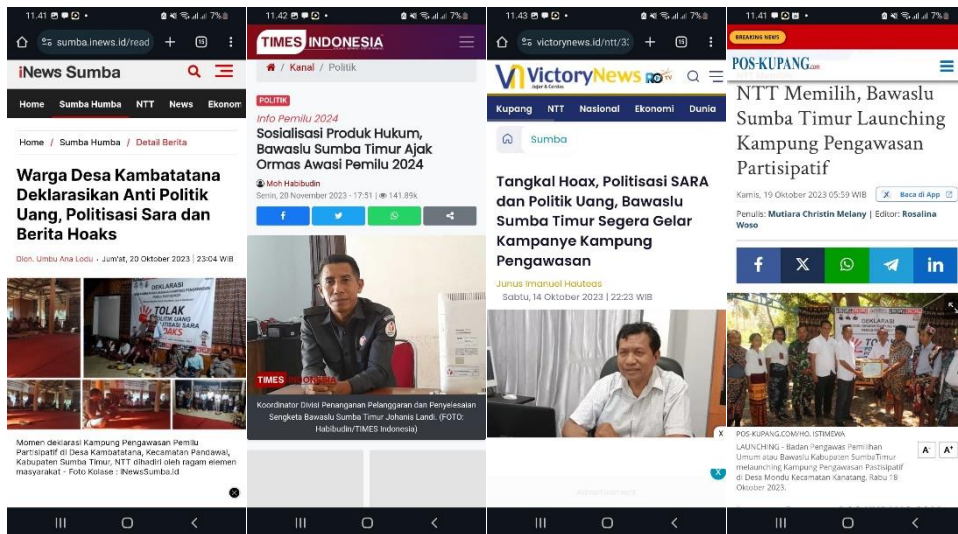 11.41
7%
sumba.inews.id/read
15
iNews Sumba
Home Sumba Humba NTT News Ekonom
Home / Sumba Humba / Detail Berita
Warga Desa Kambatatana
Deklarasikan Anti Politik
Uang, Politisasi Sara dan
Berita Hoaks
Dion. Umbu Ana Lodu • Jum'at, 20 Oktober 2023 | 23:04 WIB
DEKLARASI
TOLAK
POLITIK UANG
POLITISASI SARA
HOAKS
Momen deklarasi Kampung Pengawasan Pemilu
Partisipatif di Desa Kambatatana, Kecamatan Pandawai,
Kabupaten Sumba Timur, NTT dihadiri oleh ragam elemen
masyarakat - Foto Kolase : iNewsSumba.id
11.42
7%
TIMES INDONESIA
/ Kanal / Politik
POLITIK
Info Pemilu 2024
Sosialisasi Produk Hukum,
Bawaslu Sumba Timur Ajak
Ormas Awasi Pemilu 2024
Moh Habibudin
Senin, 20 November 2023 - 17:51 | 141.89k
TIMES INDONESIA
Koordinator Divisi Penanganan Pelanggaran dan Penyelesaian
Sengketa Bawaslu Sumba Timur Johanis Landi. (FOTO:
Habibudin/TIMES Indonesia)
11.43
7%
victorynews.id/ntt/33
15
VictoryNews
Jujur & Cerdas
Kupang NTT Nasional Ekonomi Dunia
Sumba
Tangkal Hoax, Politisasi SARA
dan Politik Uang, Bawaslu
Sumba Timur Segera Gelar
Kampanye Kampung
Pengawasan
Junus Imanuel Hauteas
Sabtu, 14 Oktober 2023 | 22:23 WIB
X
Advertisement
11.41
7%
BREAKING NEWS
POS-KUPANG.com
NTT Memilih, Bawaslu
Sumba Timur Launching
Kampung Pengawasan
Partisipatif
Kamis, 19 Oktober 2023 05:59 WIB
Baca di App
Penulis: Mutiara Christin Melany | Editor: Rosalina
Woso
DEKLARASI
POS-KUPANG.COM/HO. ISTIMEWA
LAUNCHING - Badan Pengawas Pemilihan
Umum atau Bawaslu Kabupaten SumbaTimur
melaunching Kampung Pengawasan Pastisipatif
di Desa Mondu Kecamatan Kanatang. Rabu 18
Oktober 2023.
A- A+